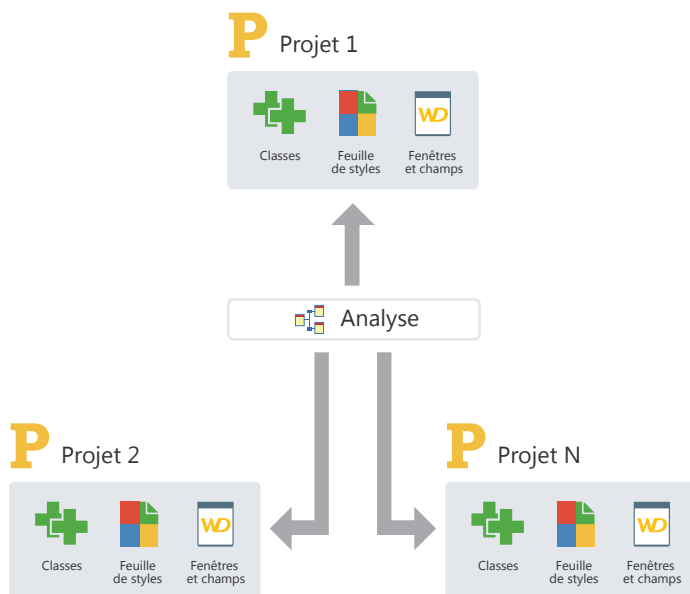 P Projet 1
WD
Classes Feuille de styles Fenêtres et champs
Analyse
P Projet 2
P Projet N
WD
WD
Classes Feuille de styles Fenêtres et champs
Classes Feuille de styles Fenêtres et champs